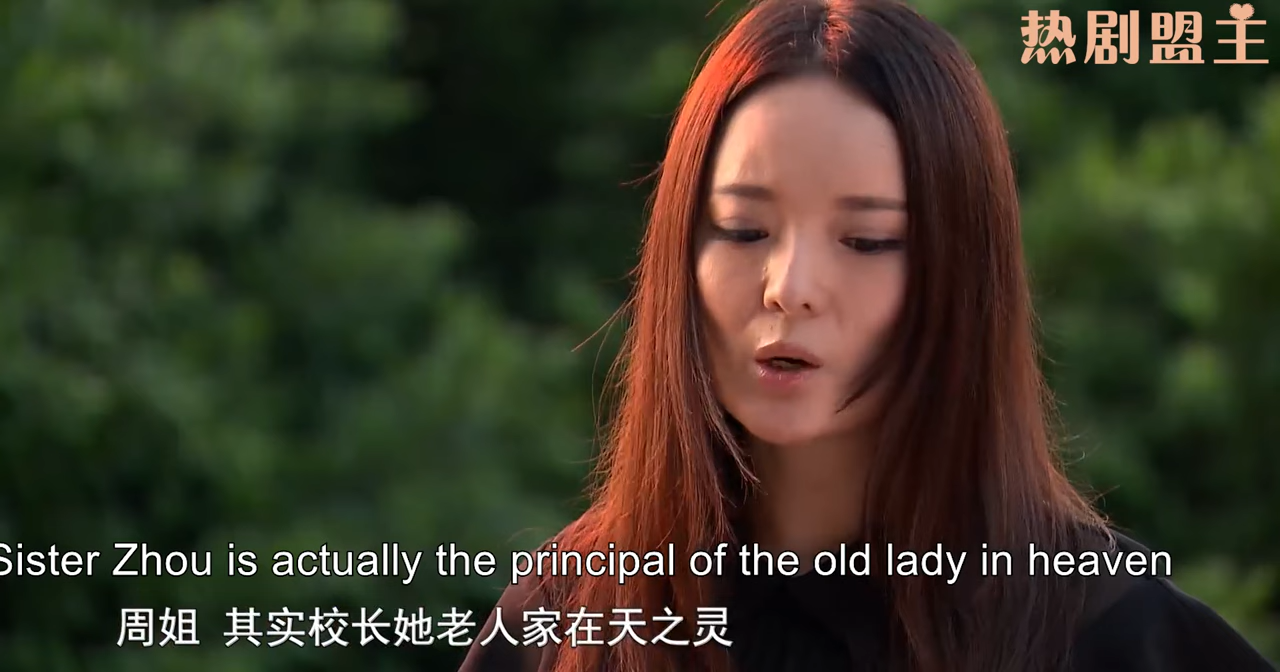 热剧盟主
Sister Zhou is actually the principal of the old lady in heaven
周姐 其实校长她老人家在天之灵